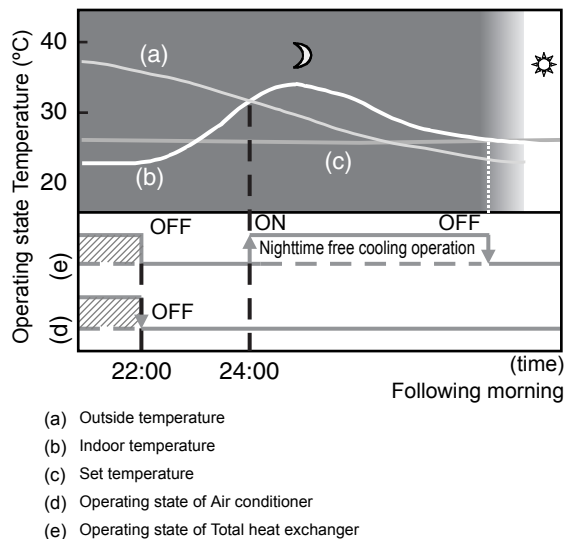 Operating state Temperature (ºC)
40
30
20
(a)
(b)
(c)
OFF
ON
OFF
Nighttime free cooling operation
(e)
OFF
(d)
22:00
24:00
(time)
Following morning
(a) Outside temperature
(b) Indoor temperature
(c) Set temperature
(d) Operating state of Air conditioner
(e) Operating state of Total heat exchanger